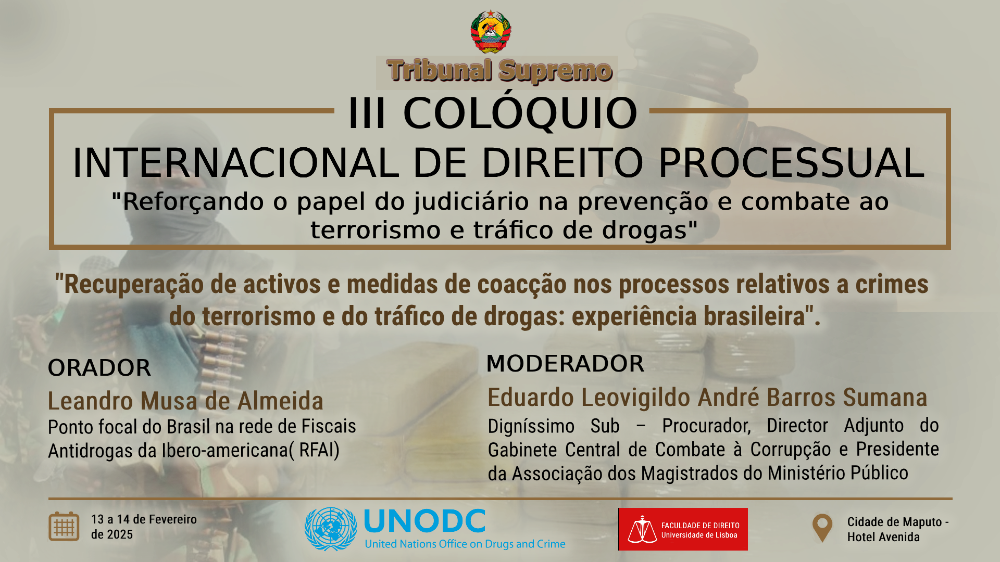 Tribunal Supremo
III COLÓQUIO
INTERNACIONAL DE DIREITO PROCESSUAL
"Reforçando o papel do judiciário na prevenção e combate ao
terrorismo e tráfico de drogas"
"Recuperação de activos e medidas de coacção nos processos relativos a crimes
do terrorismo e do tráfico de drogas: experiência brasileira".
ORADOR
Leandro Musa de Almeida
Ponto focal do Brasil na rede de Fiscais
Antidrogas da Ibero-americana( RFAI)
MODERADOR
Eduardo Leovigildo André Barros Sumana
Digníssimo Sub – Procurador, Director Adjunto do
Gabinete Central de Combate à Corrupção e Presidente
da Associação dos Magistrados do Ministério Público
13 a 14 de Fevereiro
de 2025
UNODC
United Nations Office on Drugs and Crime
FACULDADE DE DIREITO
Universidade de Lisboa
Cidade de Maputo -
Hotel Avenida